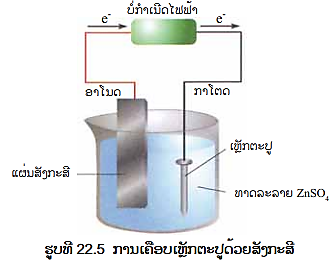 ບໍ່ກຳເນີດໄຟຟ້າ
e⁻
e⁻
ອາໂນດ
ກາໂຕດ
ເຫຼັກຕະປູ
ແຜ່ນສັງກະສີ
ທາດລະລາຍ ZnSO₄
ຮູບທີ 22.5 ການເຄືອບເຫຼັກຕະປູດ້ວຍສັງກະສີ